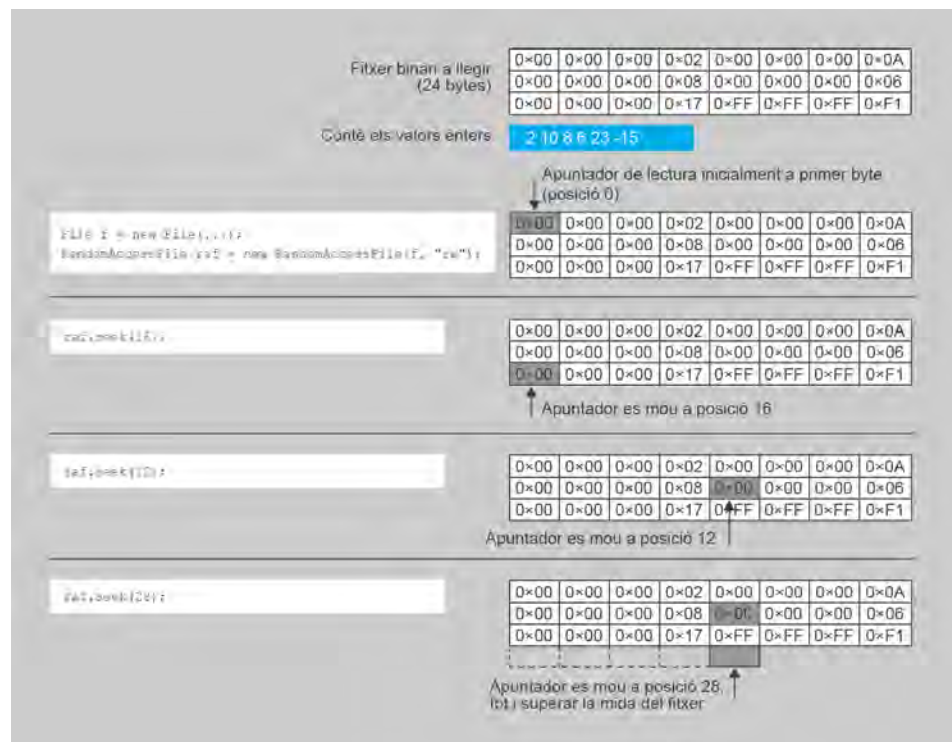 Fitxer binari a llegir
(24 bytes)
0×00 0×00 0×00 0×02 0×00 0×00 0×00 0×0A
0×00 0×00 0×00 0×08 0×00 0×00 0×00 0×06
0×00 0×00 0×00 0×17 0×FF 0×FF 0×FF 0×F1
Conté els valors enters
2 10 8 6 23 -15
Apuntador de lectura inicialment a primer byte
(posició 0)
File f = new File(...);
RandomAccessFile raf = new RandomAccessFile(f, "rw");
0×00 0×00 0×00 0×02 0×00 0×00 0×00 0×0A
0×00 0×00 0×00 0×08 0×00 0×00 0×00 0×06
0×00 0×00 0×00 0×17 0×FF 0×FF 0×FF 0×F1
raf.seek(16);
0×00 0×00 0×00 0×02 0×00 0×00 0×00 0×0A
0×00 0×00 0×00 0×08 0×00 0×00 0×00 0×06
0×00 0×00 0×00 0×17 0×FF 0×FF 0×FF 0×F1
Apuntador es mou a posició 16
raf.seek(12);
0×00 0×00 0×00 0×02 0×00 0×00 0×00 0×0A
0×00 0×00 0×00 0×08 0×00 0×00 0×00 0×06
0×00 0×00 0×00 0×17 0×FF 0×FF 0×FF 0×F1
Apuntador es mou a posició 12
raf.seek(28);
0×00 0×00 0×00 0×02 0×00 0×00 0×00 0×0A
0×00 0×00 0×00 0×08 0×00 0×00 0×00 0×06
0×00 0×00 0×00 0×17 0×FF 0×FF 0×FF 0×F1
Apuntador es mou a posició 28,
tot i superar la mida del fitxer